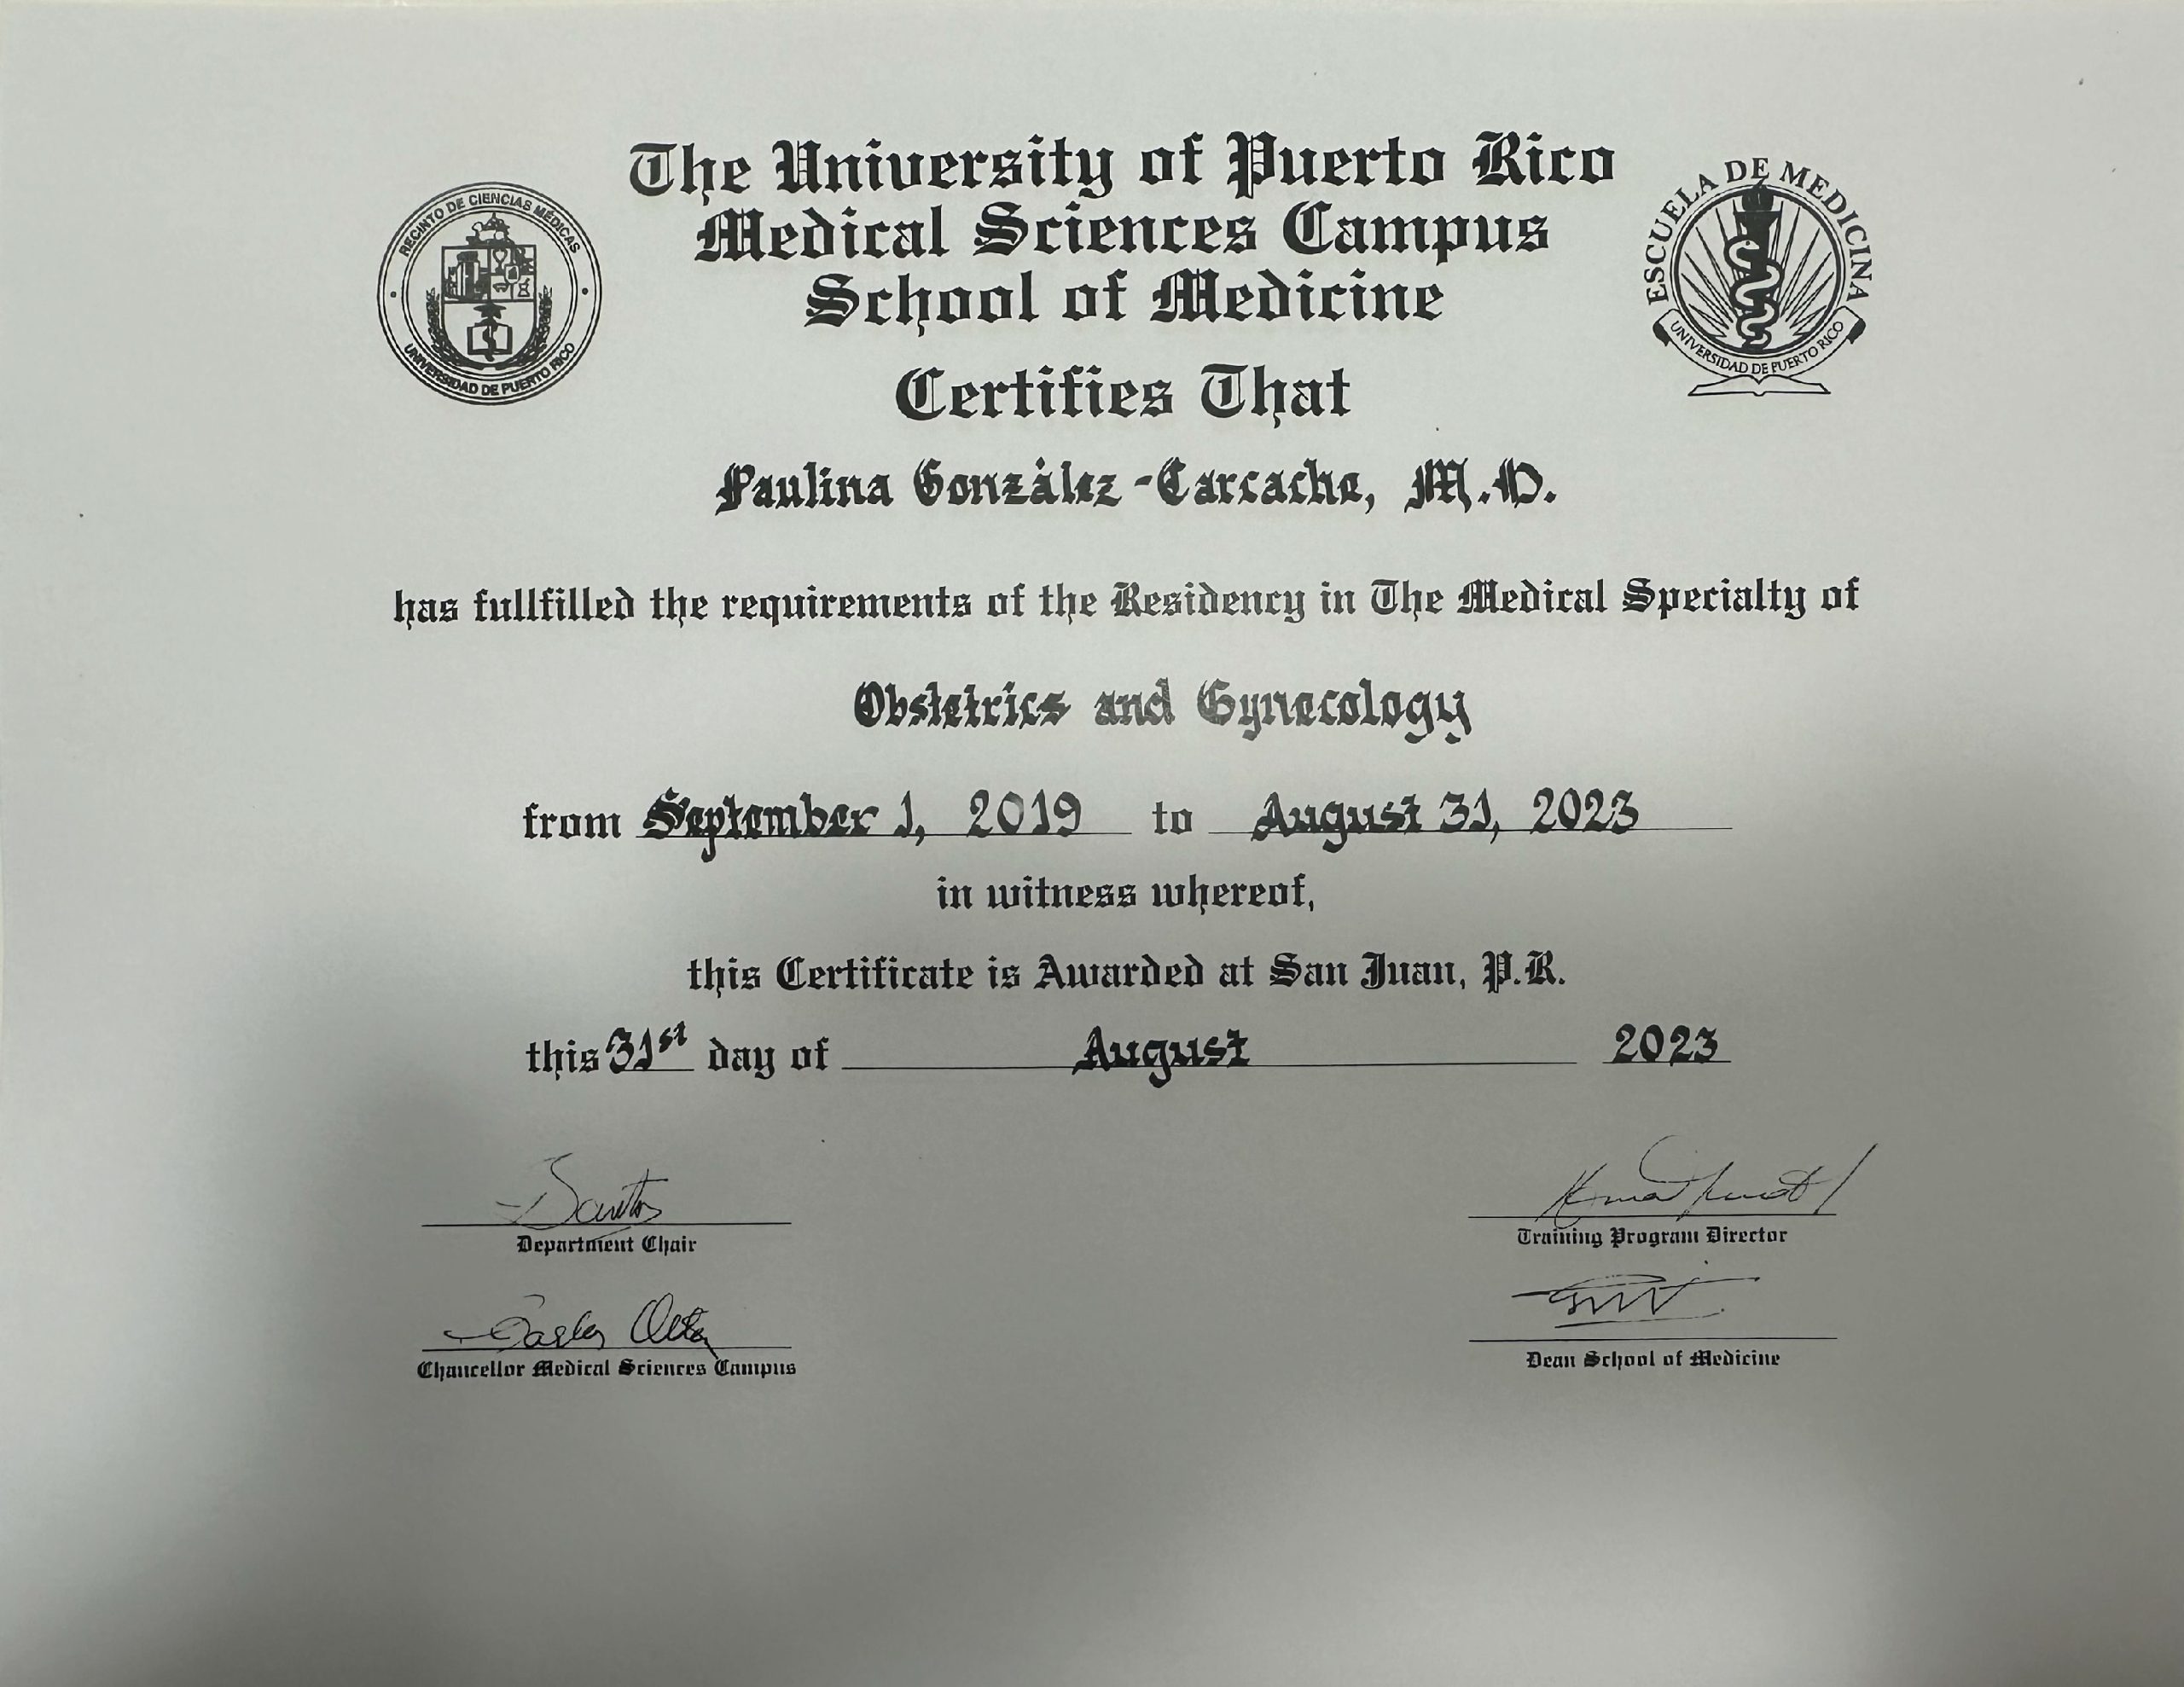 The University of Puerto Rico
Medical Sciences Campus
School of Medicine
RECINTO DE CIENCIAS MÉDICAS
UNIVERSIDAD DE PUERTO RICO
ESCUELA DE MEDICINA
UNIVERSIDAD DE PUERTO RICO
Certifies That
Paulina González-Carcache, M.D.
has fullfilled the requirements of the Residency in The Medical Specialty of
Obstetrics and Gynecology
from September 1, 2019 to August 31, 2023
in witness whereof,
this Certificate is Awarded at San Juan, P.R.
this 31st day of August 2023
Department Chair
Training Program Director
Chancellor Medical Sciences Campus
Dean School of Medicine